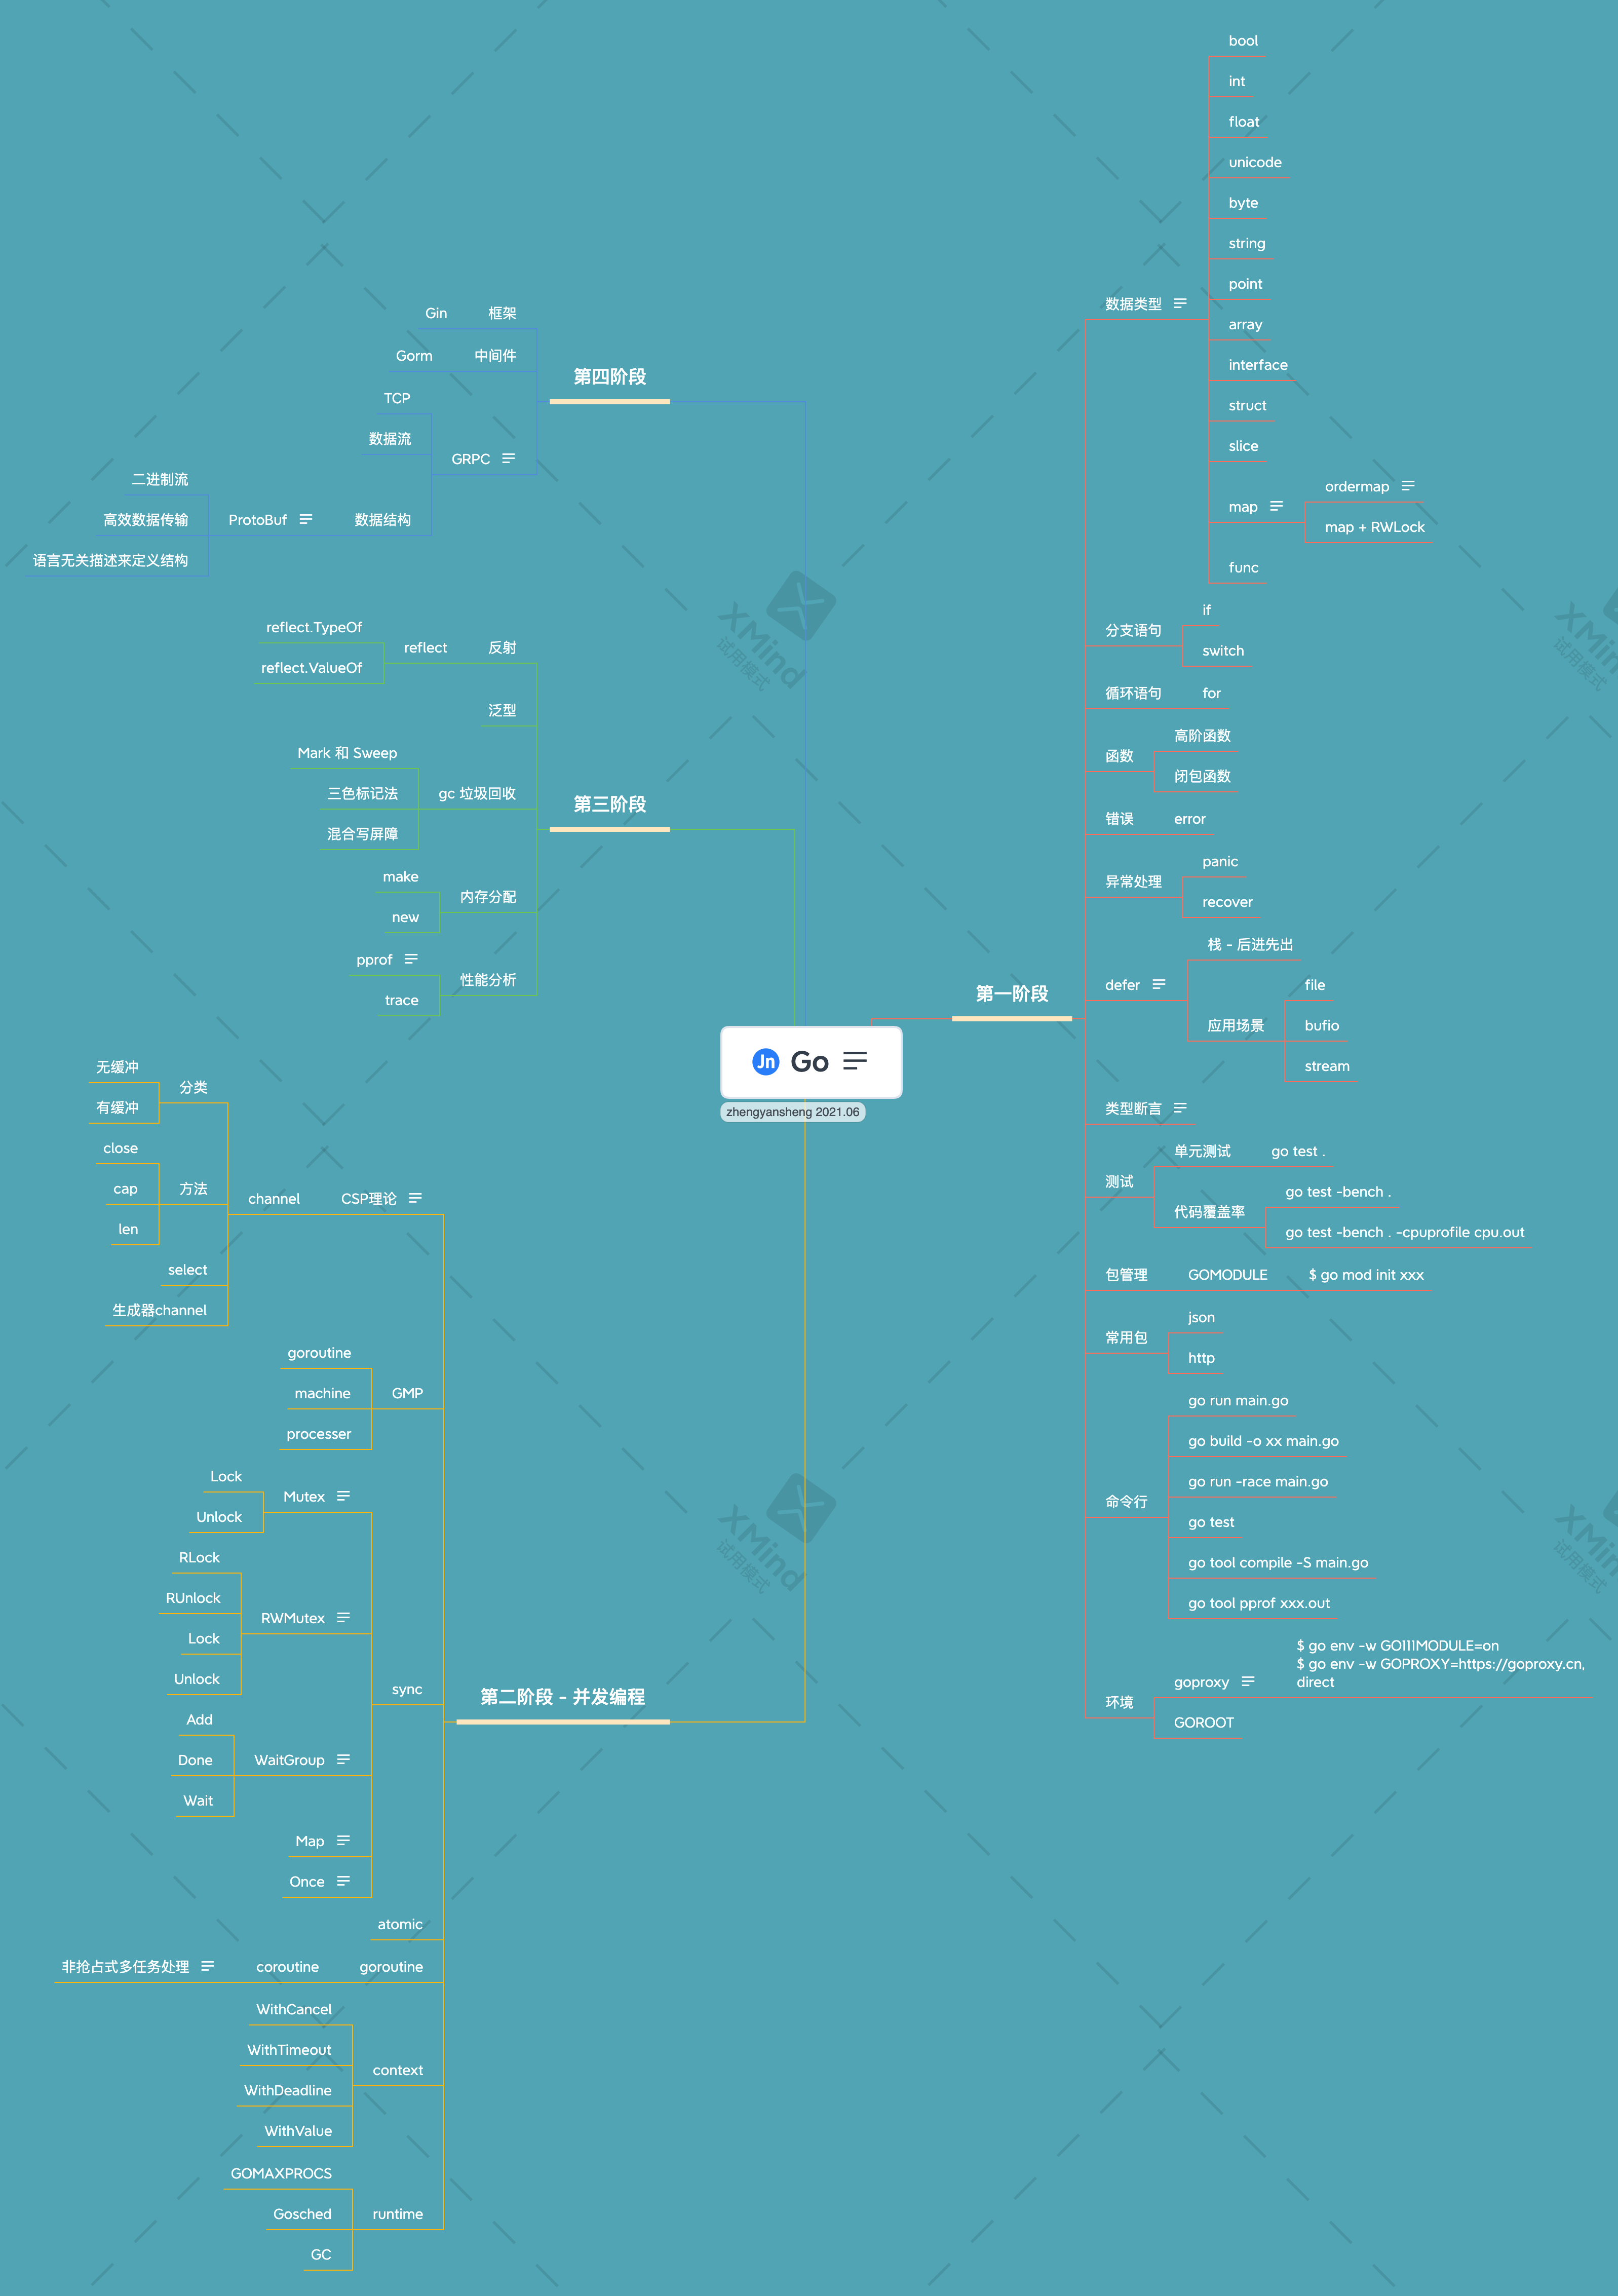 Jn Go
zhengyansheng 2021.06
第一阶段
数据类型
bool
int
float
unicode
byte
string
point
array
interface
struct
slice
map
ordermap
map + RWLock
func
分支语句
if
switch
循环语句
for
函数
高阶函数
闭包函数
错误
error
异常处理
panic
recover
defer
栈 - 后进先出
应用场景
file
bufio
stream
类型断言
测试
单元测试
go test .
代码覆盖率
go test -bench .
go test -bench . -cpuprofile cpu.out
包管理
GOMODULE
$ go mod init xxx
常用包
json
http
命令行
go run main.go
go build -o xx main.go
go run -race main.go
go test
go tool compile -S main.go
go tool pprof xxx.out
环境
goproxy
$ go env -w GO111MODULE=on
$ go env -w GOPROXY=https://goproxy.cn,
direct
GOROOT
第二阶段 - 并发编程
CSP理论
channel
分类
无缓冲
有缓冲
方法
close
cap
len
select
生成器channel
GMP
goroutine
machine
processer
sync
Mutex
Lock
Unlock
RWMutex
RLock
RUnlock
Lock
Unlock
WaitGroup
Add
Done
Wait
Map
Once
atomic
goroutine
coroutine
非抢占式多任务处理
context
WithCancel
WithTimeout
WithDeadline
WithValue
runtime
GOMAXPROCS
Gosched
GC
第三阶段
反射
reflect
reflect.TypeOf
reflect.ValueOf
泛型
gc 垃圾回收
Mark 和 Sweep
三色标记法
混合写屏障
内存分配
make
new
性能分析
pprof
trace
第四阶段
框架
Gin
中间件
Gorm
GRPC
TCP
数据流
数据结构
ProtoBuf
二进制流
高效数据传输
语言无关描述来定义结构
XMind
试用模式
XMind
试用模式
XMind
试用模式
XMind
试用模式